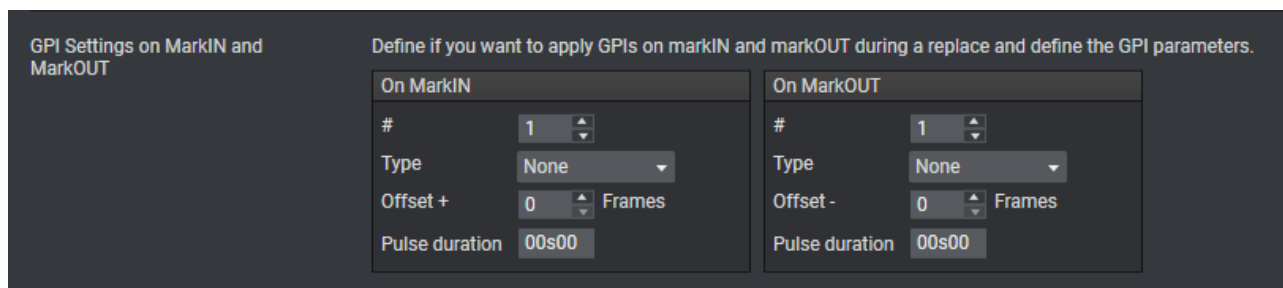 GPI Settings on MarkIN and
MarkOUT
Define if you want to apply GPIs on markIN and markOUT during a replace and define the GPI parameters.
On MarkIN
# 1
Type None
Offset + 0 Frames
Pulse duration 00s00
On MarkOUT
# 1
Type None
Offset - 0 Frames
Pulse duration 00s00